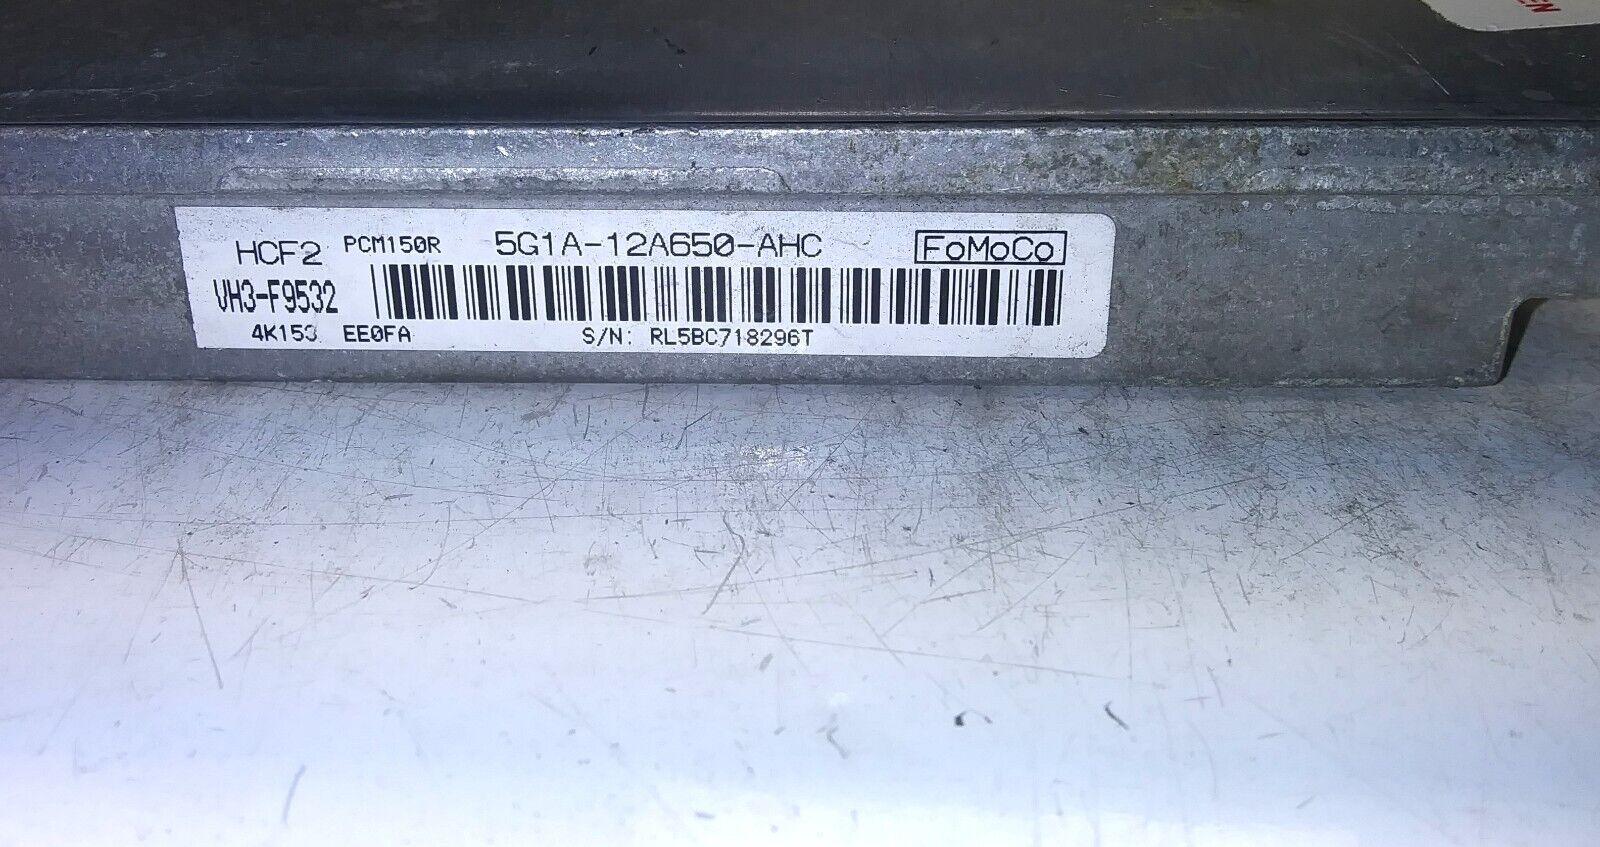 HCF2 PCM150R 5G1A-12A650-AHC FoMoCo
VH3-F9532
4K153 EE0FA S/N: RL5BC718296T